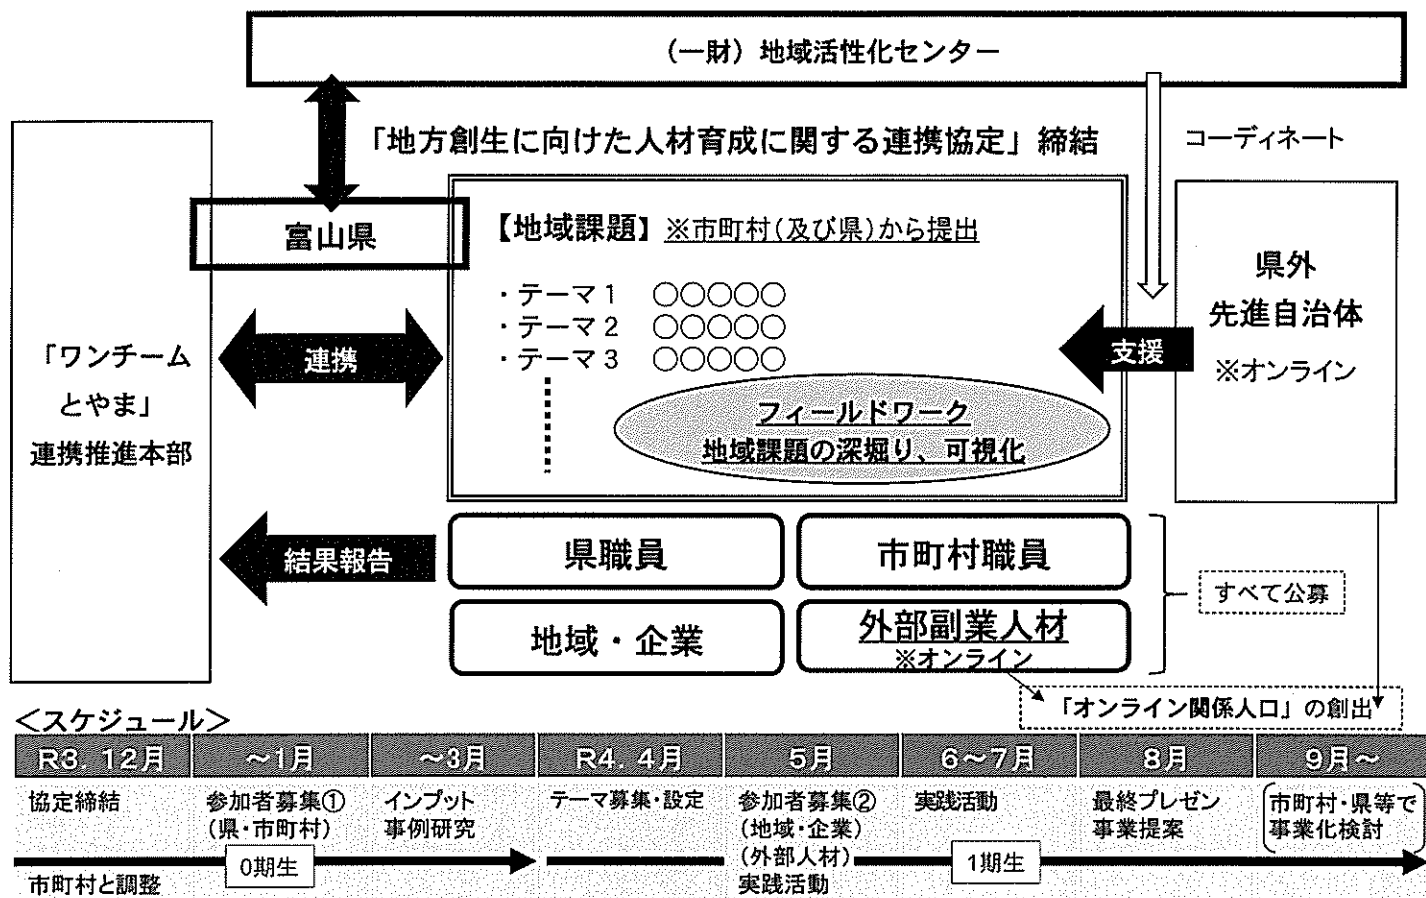 (一財) 地域活性化センター
「地方創生に向けた人材育成に関する連携協定」締結
コーディネート
富山県
【地域課題】 ※市町村(及び県)から提出
・テーマ1 ○○○○○
・テーマ2 ○○○○○
・テーマ3 ○○○○○
フィールドワーク
地域課題の深堀り、可視化
「ワンチーム
とやま」
連携推進本部
連携
支援
県外
先進自治体
※オンライン
結果報告
県職員
市町村職員
地域・企業
外部副業人材
※オンライン
すべて公募
「オンライン関係人口」の創出
<スケジュール>
R3.12月 ~1月 ~3月 R4.4月 5月 6~7月 8月 9月~
協定締結
参加者募集①
(県・市町村)
インプット
事例研究
テーマ募集・設定
参加者募集②
(地域・企業)
(外部人材)
実践活動
実践活動
最終プレゼン
事業提案
市町村・県等で
事業化検討
0期生
1期生
市町村と調整